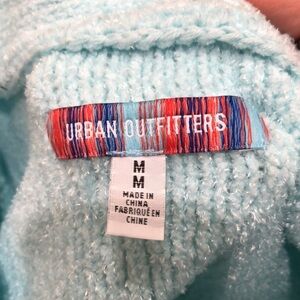 URBAN OUTFITTERS
M
M
MADE IN
CHINA
FABRIQUÉ EN
CHINE